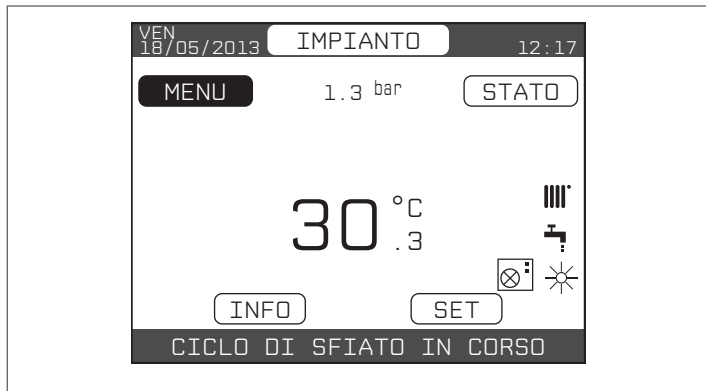 VEN
18/05/2013 IMPIANTO 12:17
MENU 1.3 bar STATO
30.3 °C
INFO SET
CICLO DI SFIATO IN CORSO